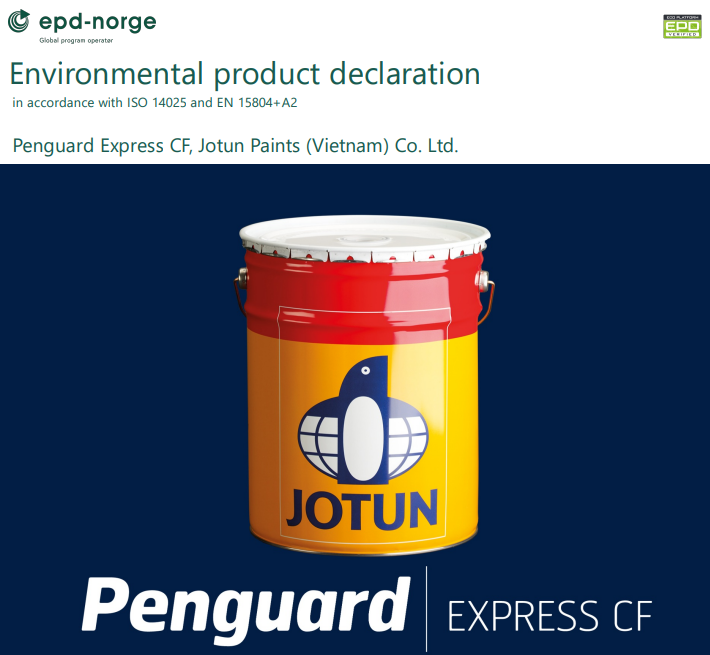 epd-norge
Global program operator
ECO PLATFORM
EPD
VERIFIED
Environmental product declaration
in accordance with ISO 14025 and EN 15804+A2
Penguard Express CF, Jotun Paints (Vietnam) Co. Ltd.
JOTUN
Penguard EXPRESS CF